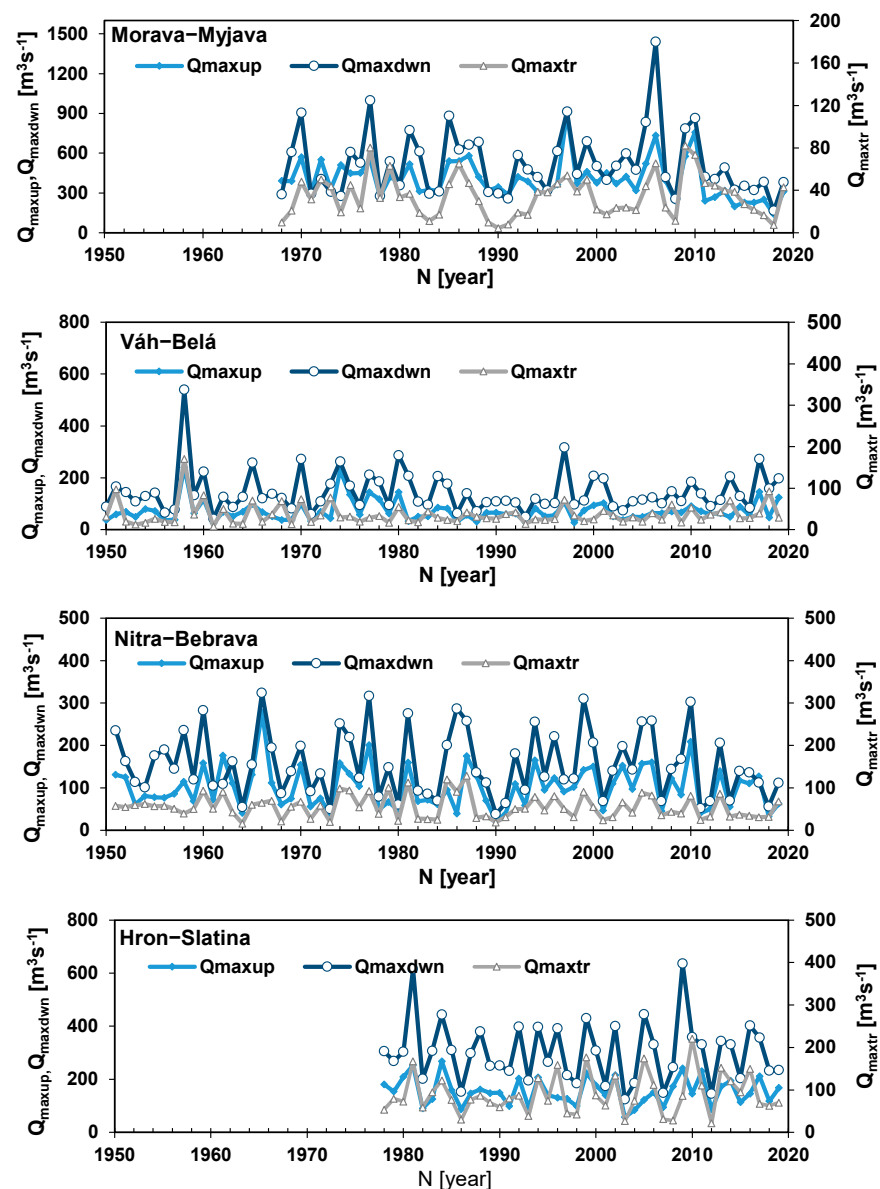 Morava−Myjava
Qmaxup Qmaxdwn Qmaxtr
Qmaxup, Qmaxdwn [m³s⁻¹]
1500
1200
900
600
300
0
200
160
120
80
40
0
Qmaxtr [m³s⁻¹]
1950 1960 1970 1980 1990 2000 2010 2020
N [year]
Váh−Belá
Qmaxup Qmaxdwn Qmaxtr
Qmaxup, Qmaxdwn [m³s⁻¹]
800
600
400
200
0
500
400
300
200
100
0
Qmaxtr [m³s⁻¹]
1950 1960 1970 1980 1990 2000 2010 2020
N [year]
Nitra−Bebrava
Qmaxup Qmaxdwn Qmaxtr
Qmaxup, Qmaxdwn [m³s⁻¹]
500
400
300
200
100
0
500
400
300
200
100
0
Qmaxtr [m³s⁻¹]
1950 1960 1970 1980 1990 2000 2010 2020
N [year]
Hron−Slatina
Qmaxup Qmaxdwn Qmaxtr
Qmaxup, Qmaxdwn [m³s⁻¹]
800
600
400
200
0
500
400
300
200
100
0
Qmaxtr [m³s⁻¹]
1950 1960 1970 1980 1990 2000 2010 2020
N [year]